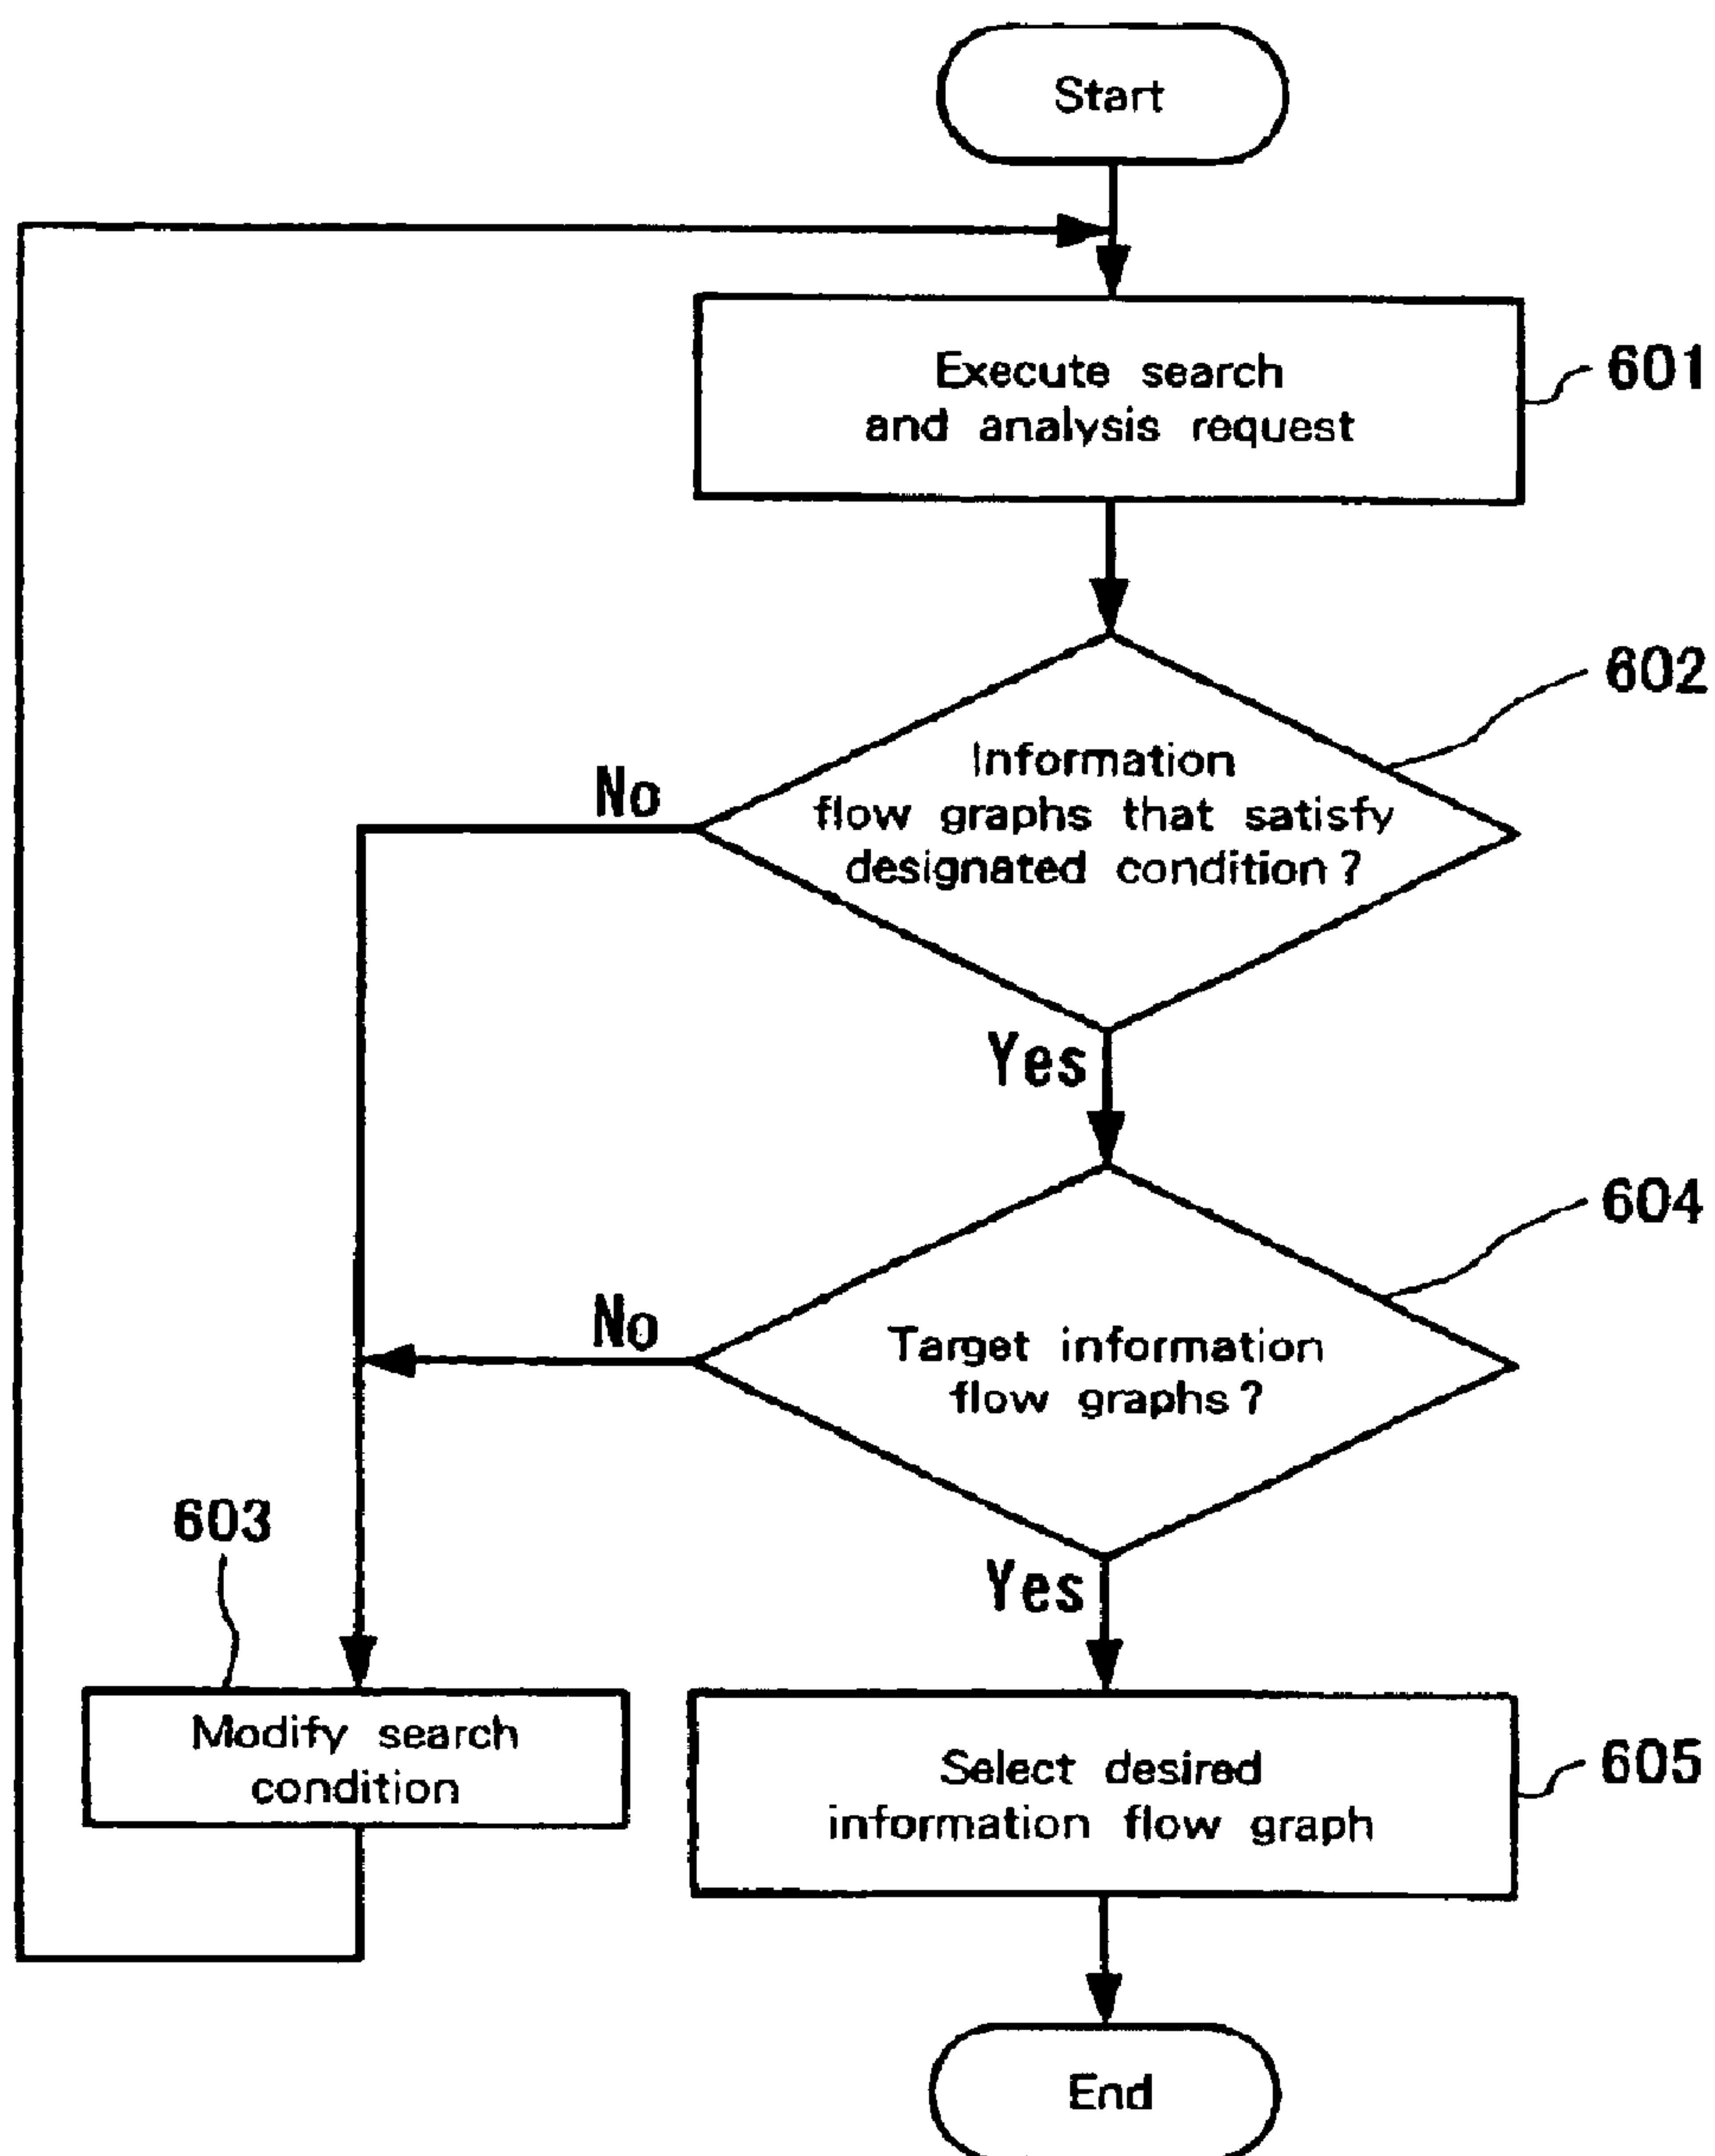 Start
Execute search
and analysis request
601
Information
flow graphs that satisfy
designated condition?
602
No
Yes
Target information
flow graphs?
604
No
Yes
603
Modify search
condition
Select desired
information flow graph
605
End